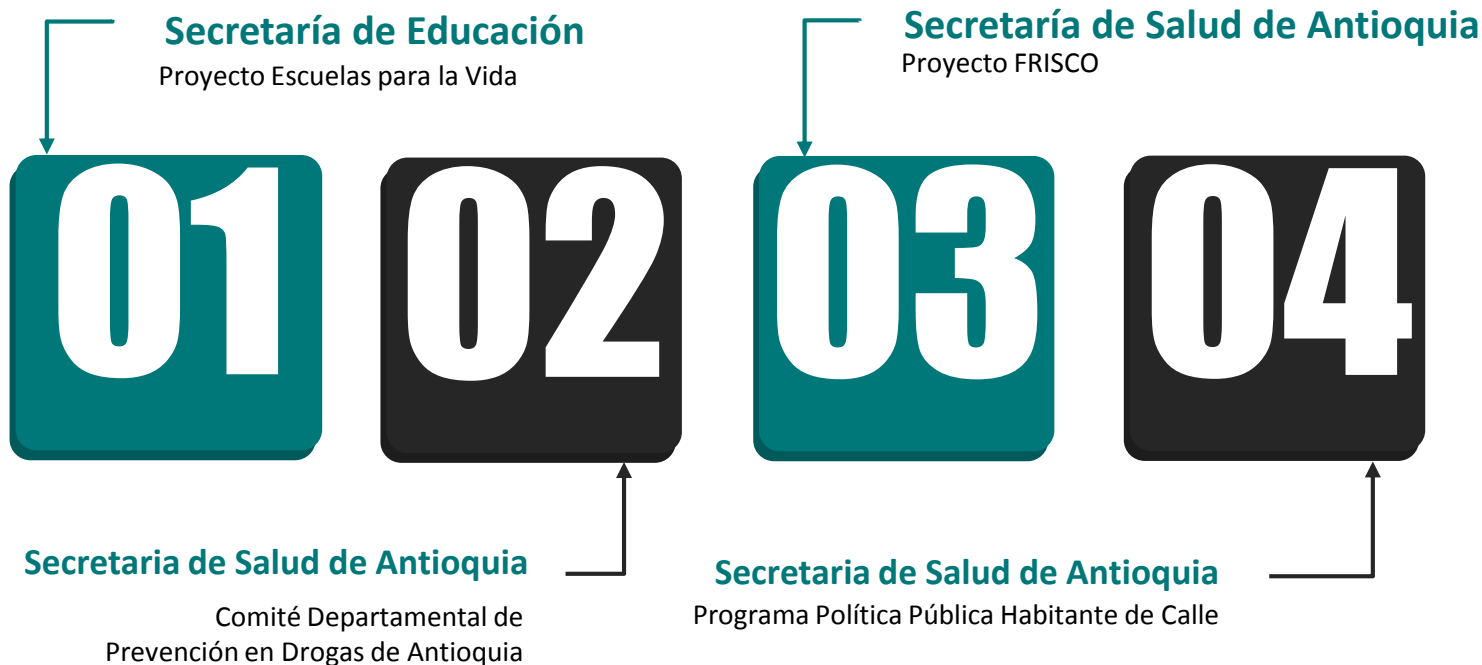 Secretaría de Educación
Proyecto Escuelas para la Vida
Secretaría de Salud de Antioquia
Proyecto FRISCO
01
02
03
04
Secretaria de Salud de Antioquia
Comité Departamental de
Prevención en Drogas de Antioquia
Secretaria de Salud de Antioquia
Programa Política Pública Habitante de Calle